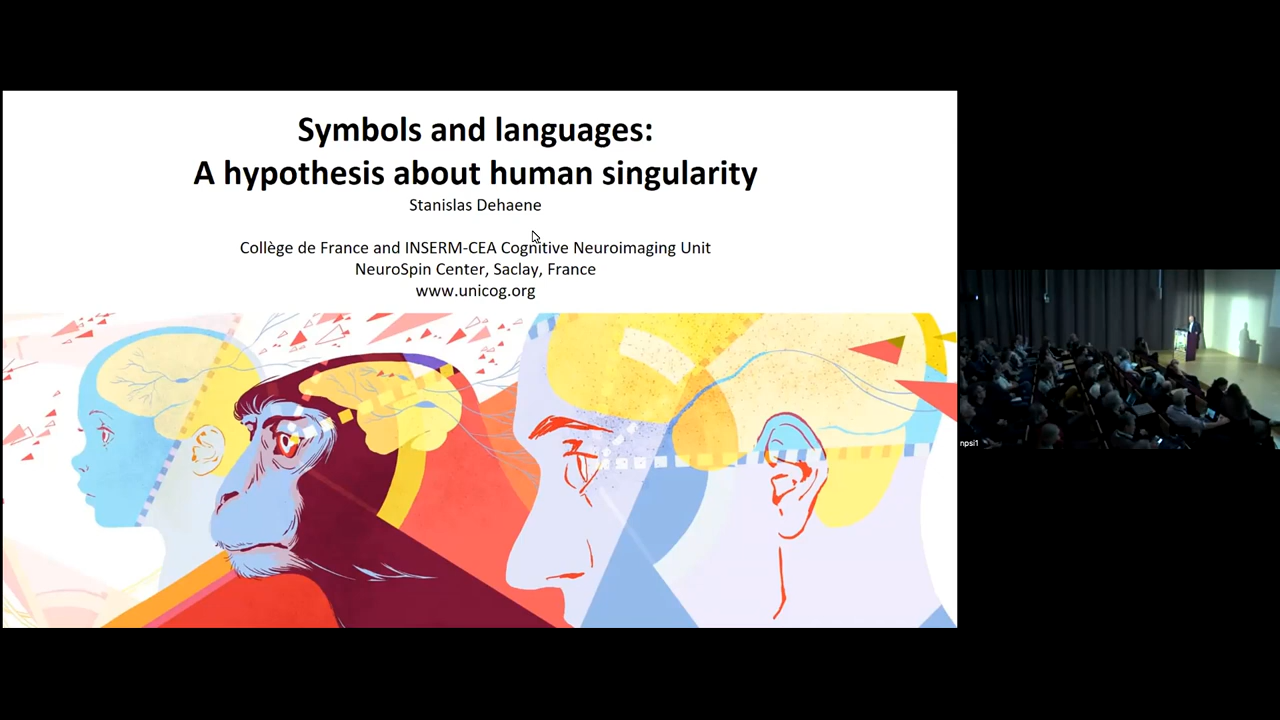 Symbols and languages:
A hypothesis about human singularity
Stanislas Dehaene
Collège de France and INSERM-CEA Cognitive Neuroimaging Unit
NeuroSpin Center, Saclay, France
www.unicog.org
npsi1